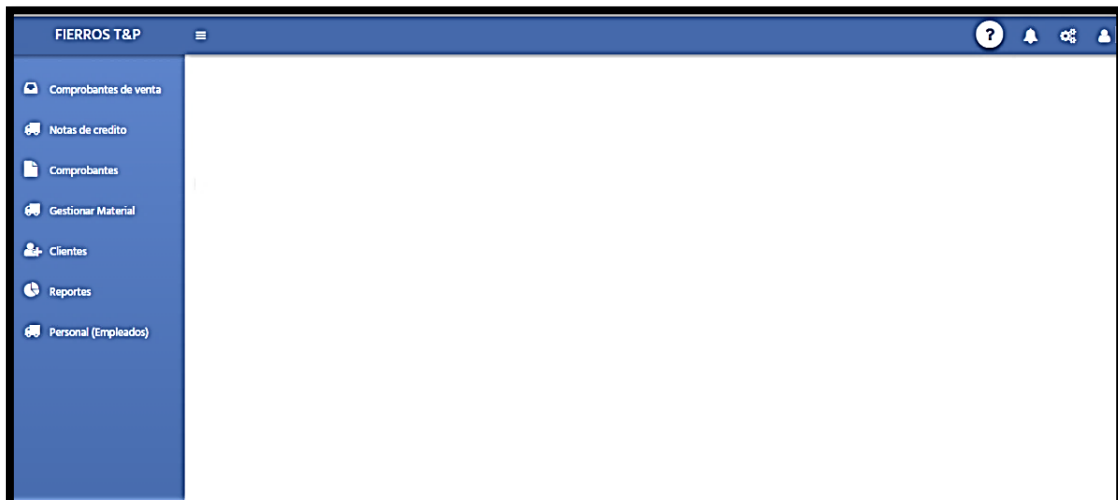 FIERROS T&P
?
Comprobantes de venta
Notas de credito
Comprobantes
Gestionar Material
Clientes
Reportes
Personal (Empleados)